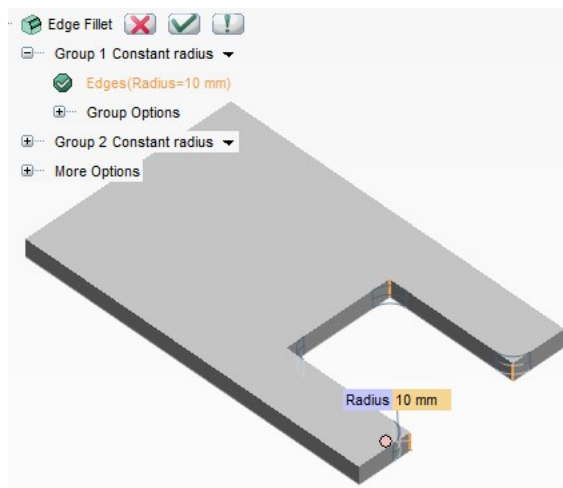 Edge Fillet
Group 1 Constant radius
Edges(Radius=10 mm)
Group Options
Group 2 Constant radius
More Options
Radius 10 mm